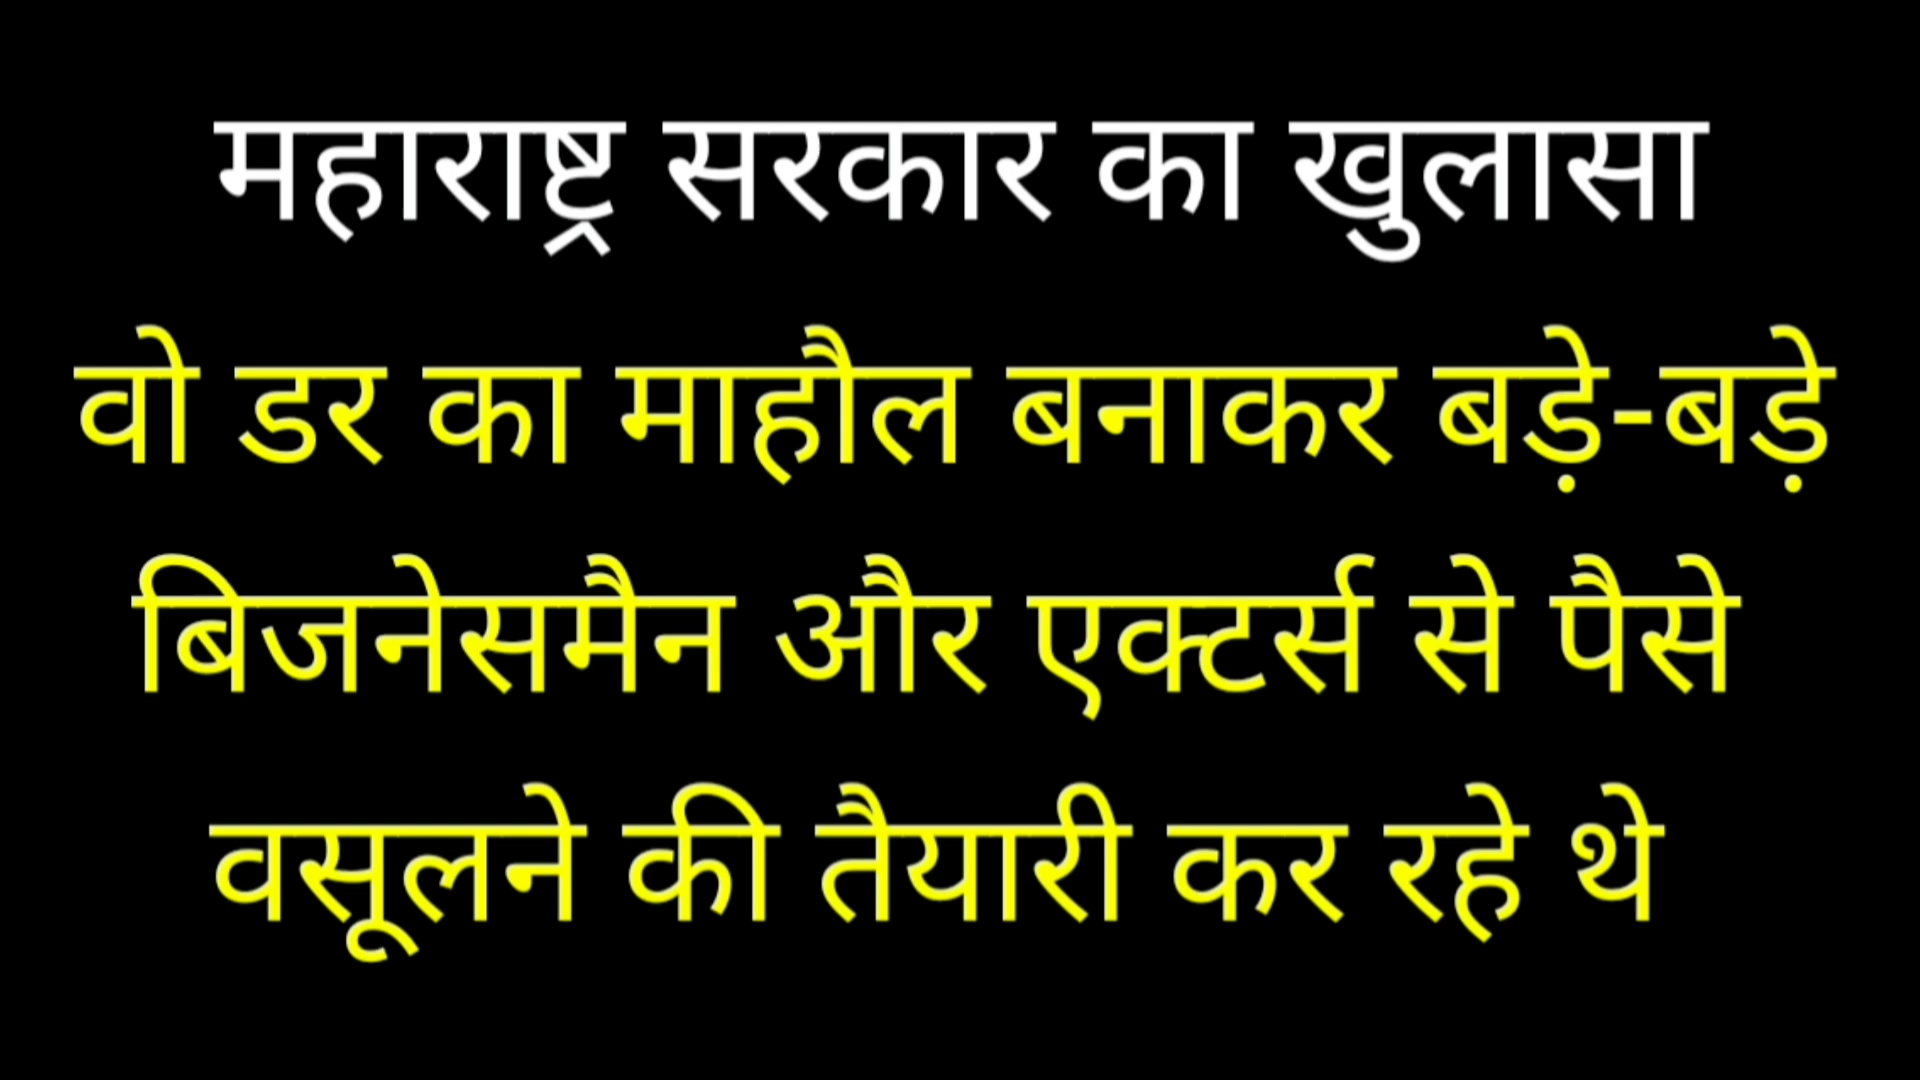 महाराष्ट्र सरकार का खुलासा
वो डर का माहौल बनाकर बड़े-बड़े
बिजनेसमैन और एक्टर्स से पैसे
वसूलने की तैयारी कर रहे थे